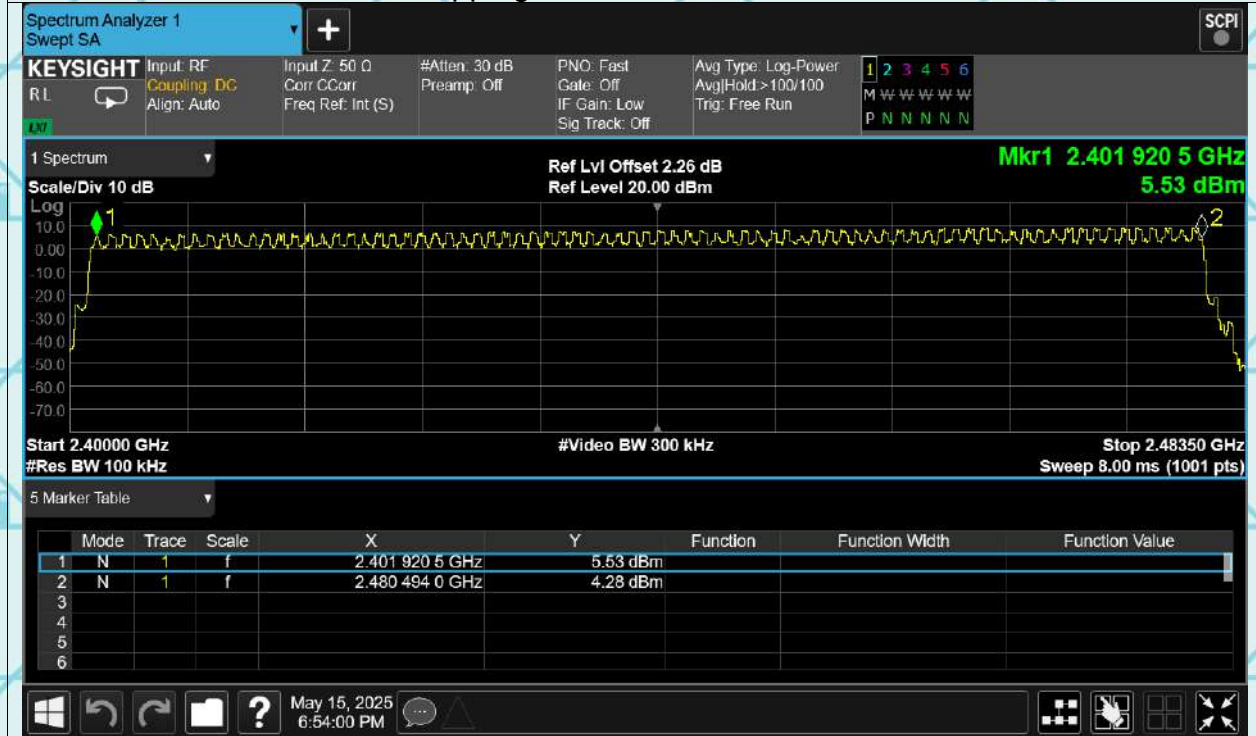 Spectrum Analyzer 1
Swept SA
+
SCPI
KEYSIGHT
RL
LXI
Input: RF
Coupling: DC
Align: Auto
Input Z: 50 Ω
Corr CCorr
Freq Ref: Int (S)
#Atten: 30 dB
Preamp: Off
PNO: Fast
Gate: Off
IF Gain: Low
Sig Track: Off
Avg Type: Log-Power
Avg|Hold:>100/100
Trig: Free Run
1 2 3 4 5 6
M W W W W W
P N N N N N
1 Spectrum
Scale/Div 10 dB
Ref Lvl Offset 2.26 dB
Ref Level 20.00 dBm
Mkr1 2.401 920 5 GHz
5.53 dBm
Log
1
2
10.0
0.00
-10.0
-20.0
-30.0
-40.0
-50.0
-60.0
-70.0
Start 2.40000 GHz
#Video BW 300 kHz
Stop 2.48350 GHz
#Res BW 100 kHz
Sweep 8.00 ms (1001 pts)
5 Marker Table
Mode Trace Scale X Y Function Function Width Function Value
1 N 1 f 2.401 920 5 GHz 5.53 dBm
2 N 1 f 2.480 494 0 GHz 4.28 dBm
3
4
5
6
?
May 15, 2025
6:54:00 PM